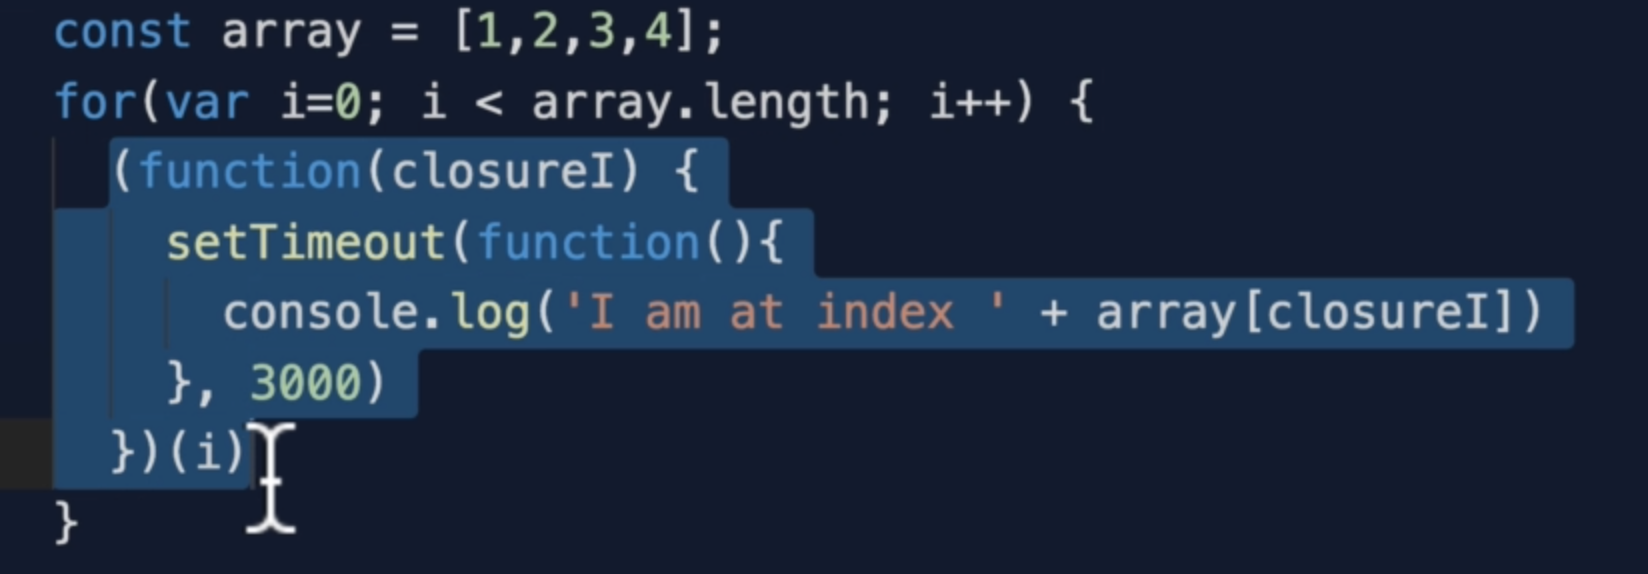 const array = [1,2,3,4];
for(var i=0; i < array.length; i++) {
(function(closureI) {
setTimeout(function(){
console.log('I am at index ' + array[closureI])
}, 3000)
})(i)
}